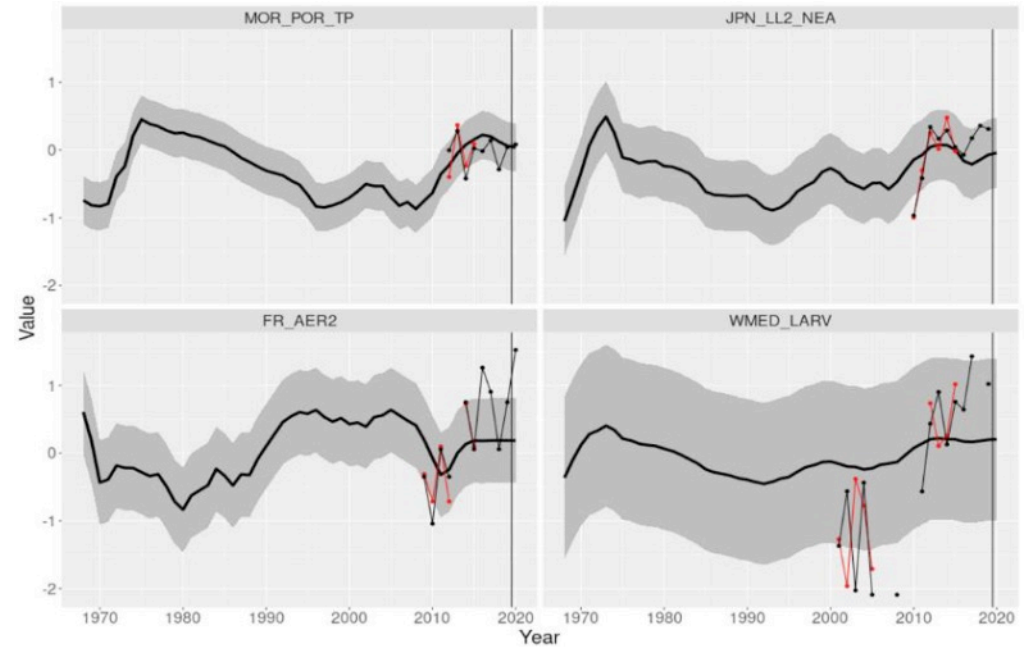 MOR_POR_TP JPN_LL2_NEA
1
0
-1
-2
FR_AER2 WMED_LARV
1
0
-1
-2
1970 1980 1990 2000 2010 2020 1970 1980 1990 2000 2010 2020
Value
Year